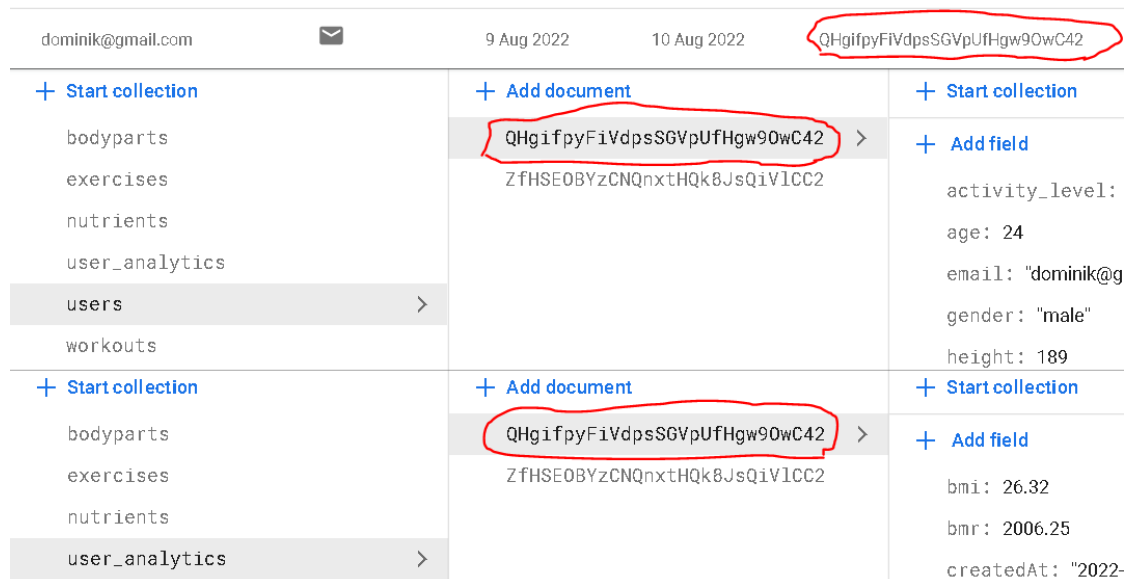 dominik@gmail.com 9 Aug 2022 10 Aug 2022 QHgifpyFiVdpsSGVpUfHgw9OwC42
+ Start collection + Add document + Start collection
bodyparts QHgifpyFiVdpsSGVpUfHgw9OwC42 > + Add field
exercises ZfHSEOBYzCNQnxtHQk8JsQiVlCC2 activity_level:
nutrients age: 24
user_analytics email: "dominik@g
users > gender: "male"
workouts height: 189
+ Start collection + Add document + Start collection
bodyparts QHgifpyFiVdpsSGVpUfHgw9OwC42 > + Add field
exercises ZfHSEOBYzCNQnxtHQk8JsQiVlCC2 bmi: 26.32
nutrients bmr: 2006.25
user_analytics > createdAt: "2022-